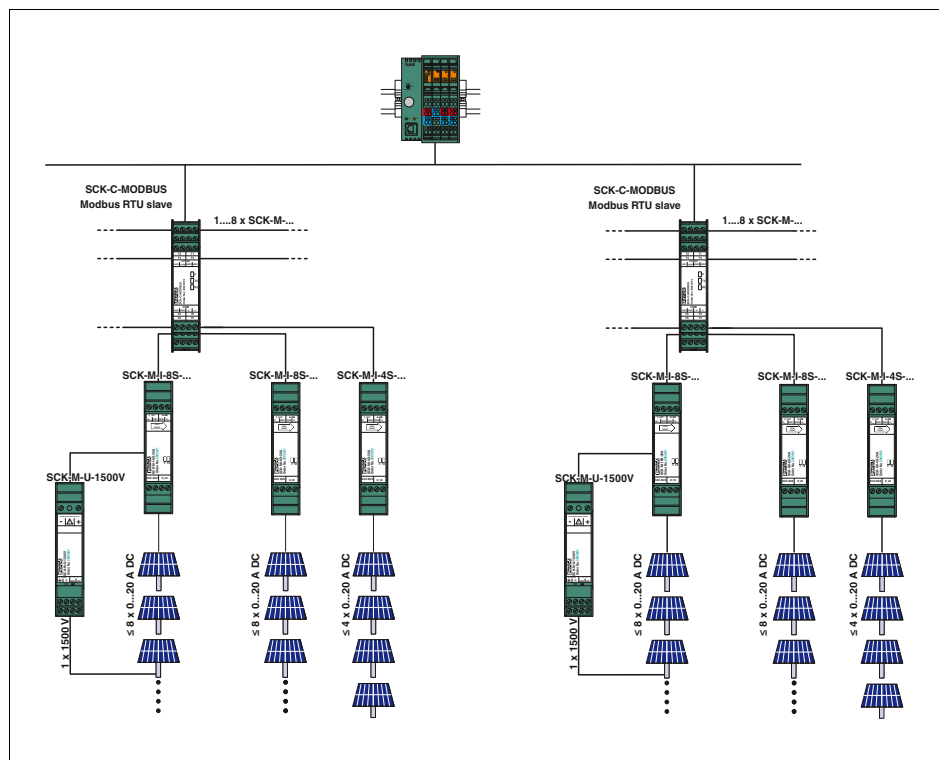 SCK-C-MODBUS
Modbus RTU slave
1....8 x SCK-M-...
SCK-C-MODBUS
Modbus RTU slave
1....8 x SCK-M-...
SCK-M-I-8S-...
SCK-M-I-8S-...
SCK-M-I-4S-...
SCK-M-I-8S-...
SCK-M-I-8S-...
SCK-M-I-4S-...
SCK-M-U-1500V
SCK-M-U-1500V
≤ 8 x 0...20 A DC
≤ 8 x 0...20 A DC
≤ 4 x 0...20 A DC
≤ 8 x 0...20 A DC
≤ 8 x 0...20 A DC
≤ 4 x 0...20 A DC
1 x 1500 V
1 x 1500 V